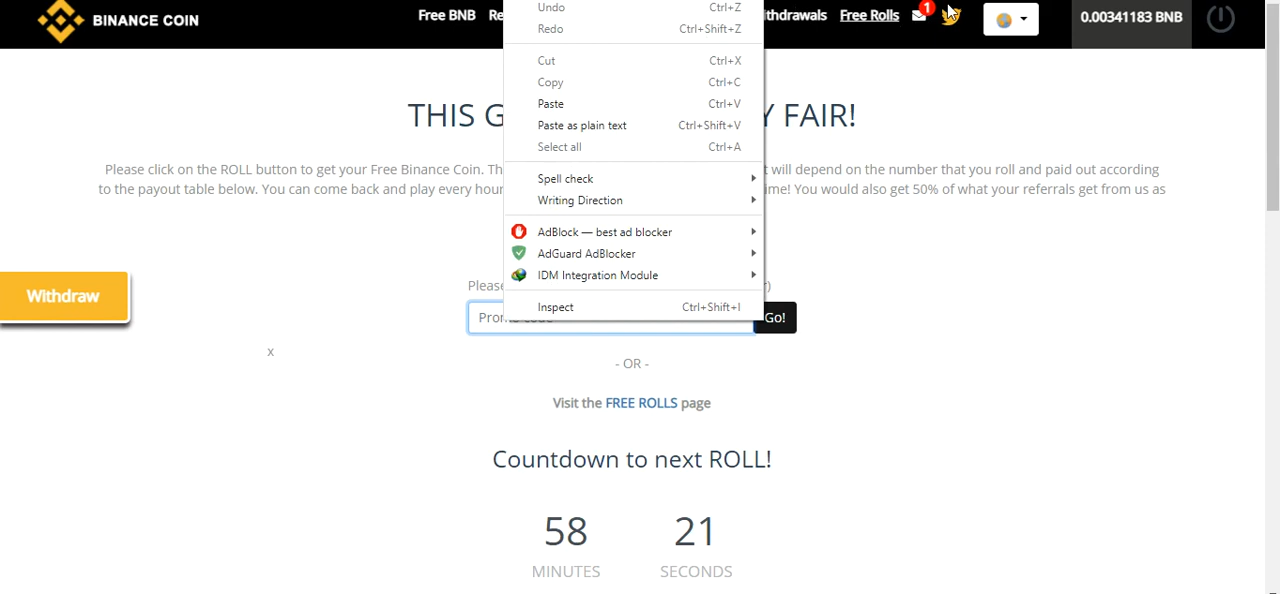 BINANCE COIN
Free BNB Re
ithdrawals Free Rolls 1
0.00341183 BNB
Undo Ctrl+Z
Redo Ctrl+Shift+Z
Cut Ctrl+X
Copy Ctrl+C
Paste Ctrl+V
Paste as plain text Ctrl+Shift+V
Select all Ctrl+A
Spell check
Writing Direction
AdBlock — best ad blocker
AdGuard AdBlocker
IDM Integration Module
Inspect Ctrl+Shift+I
THIS G Y FAIR!
Please click on the ROLL button to get your Free Binance Coin. Th t will depend on the number that you roll and paid out according
to the payout table below. You can come back and play every hour ime! You would also get 50% of what your referrals get from us as
Withdraw
Pleas r)
Promo code Go!
x
- OR -
Visit the FREE ROLLS page
Countdown to next ROLL!
58 21
MINUTES SECONDS